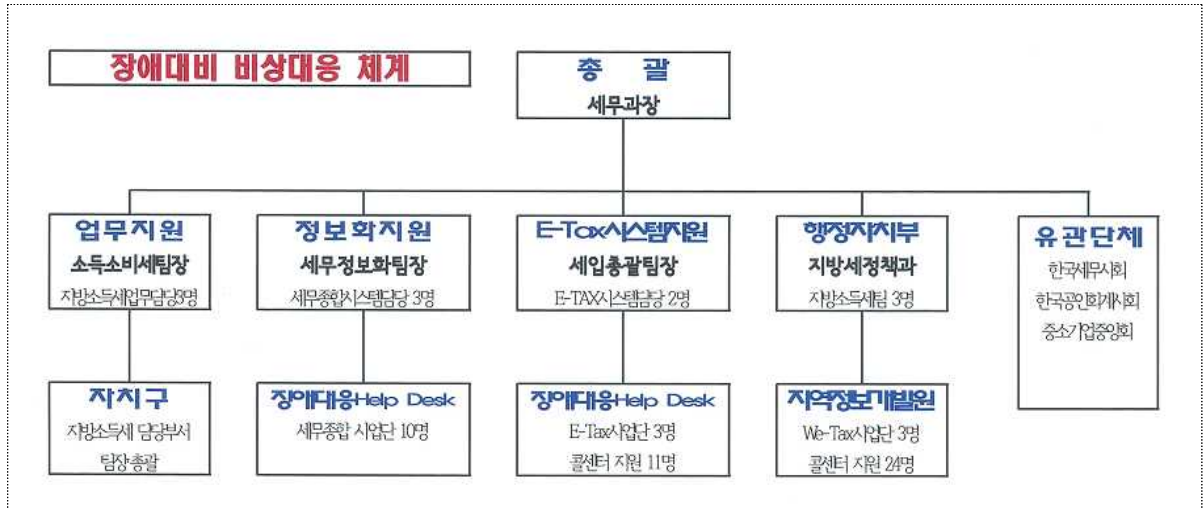 장애대비 비상대응 체계
총 괄
세무과장
업무지원
소득소비세팀장
지방소득세업무담당3명
정보화지원
세무정보화팀장
세무종합시스템담당 3명
E-Tax시스템지원
세입총괄팀장
E-TAX시스템담당 2명
행정자치부
지방세정책과
지방소득세팀 3명
유관단체
한국세무사회
한국공인회계사회
중소기업중앙회
자치구
지방소득세 담당부서
팀장총괄
장애대응Help Desk
세무종합 사업단 10명
장애대응Help Desk
E-Tax사업단 3명
콜센터 지원 11명
지역정보개발원
We-Tax사업단 3명
콜센터 지원 24명